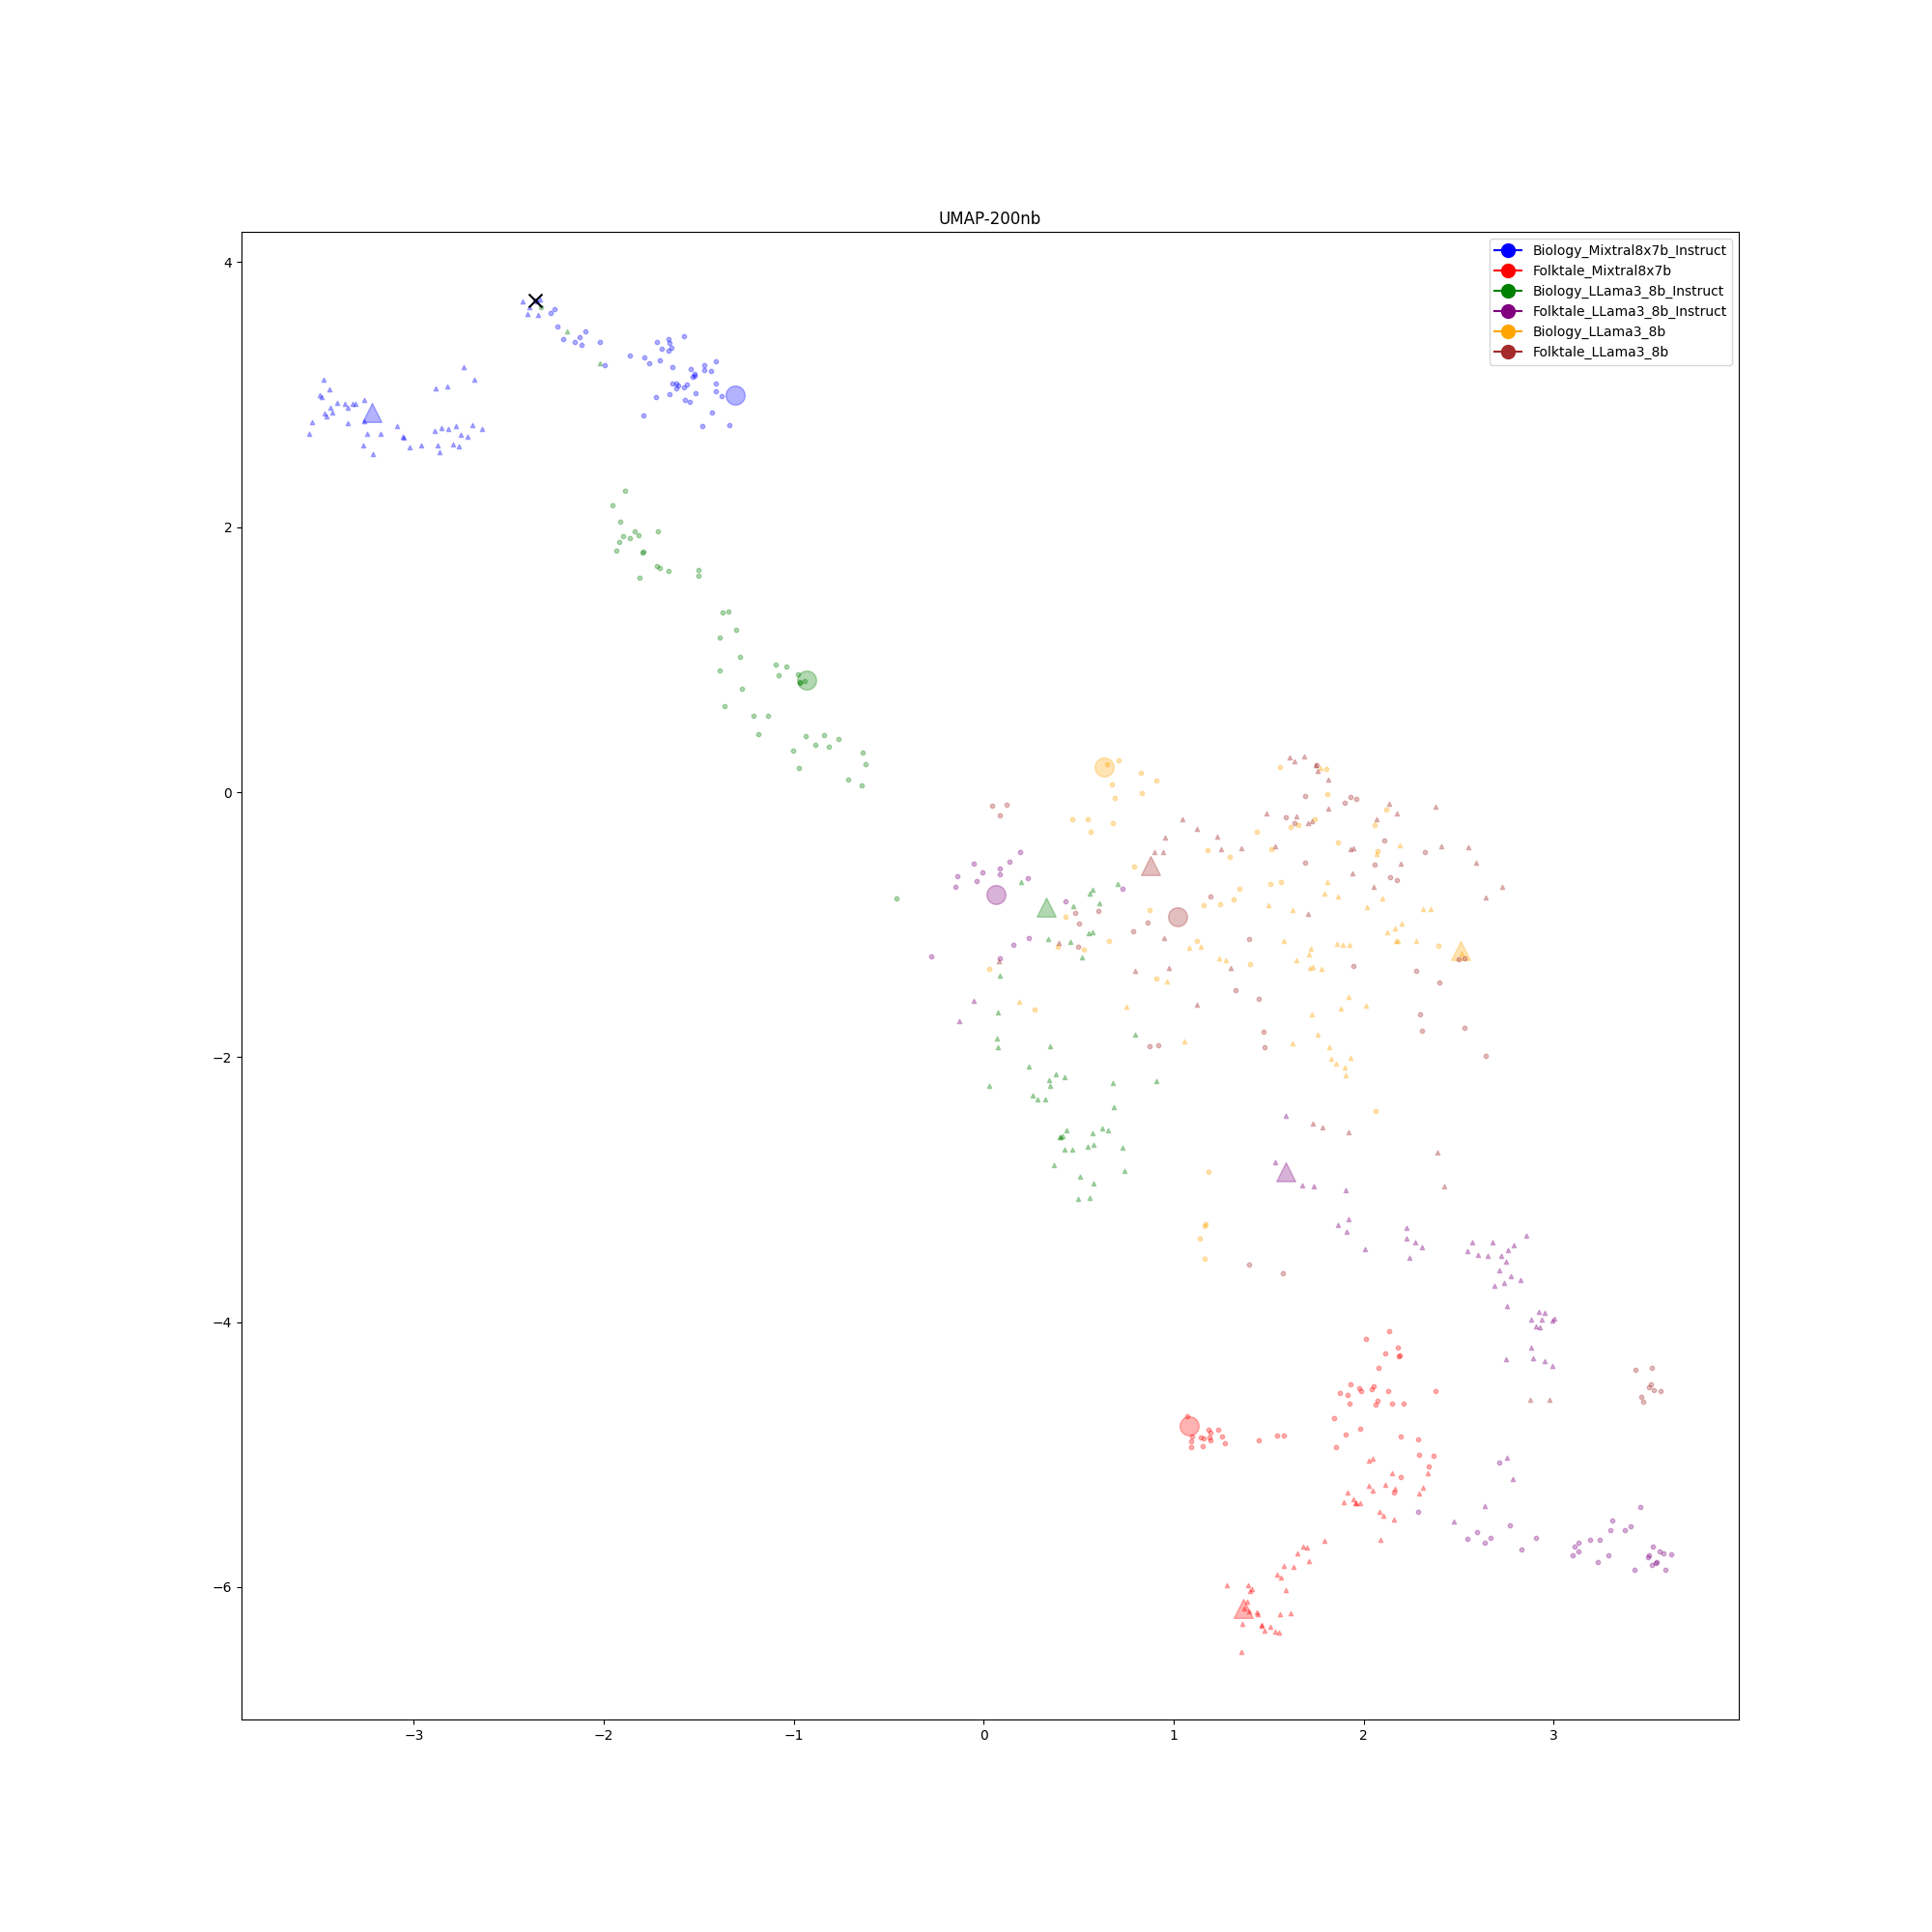 UMAP-200nb
Biology_Mixtral8x7b_Instruct
Folktale_Mixtral8x7b
Biology_LLama3_8b_Instruct
Folktale_LLama3_8b_Instruct
Biology_LLama3_8b
Folktale_LLama3_8b
4
2
0
−2
−4
−6
−3 −2 −1 0 1 2 3